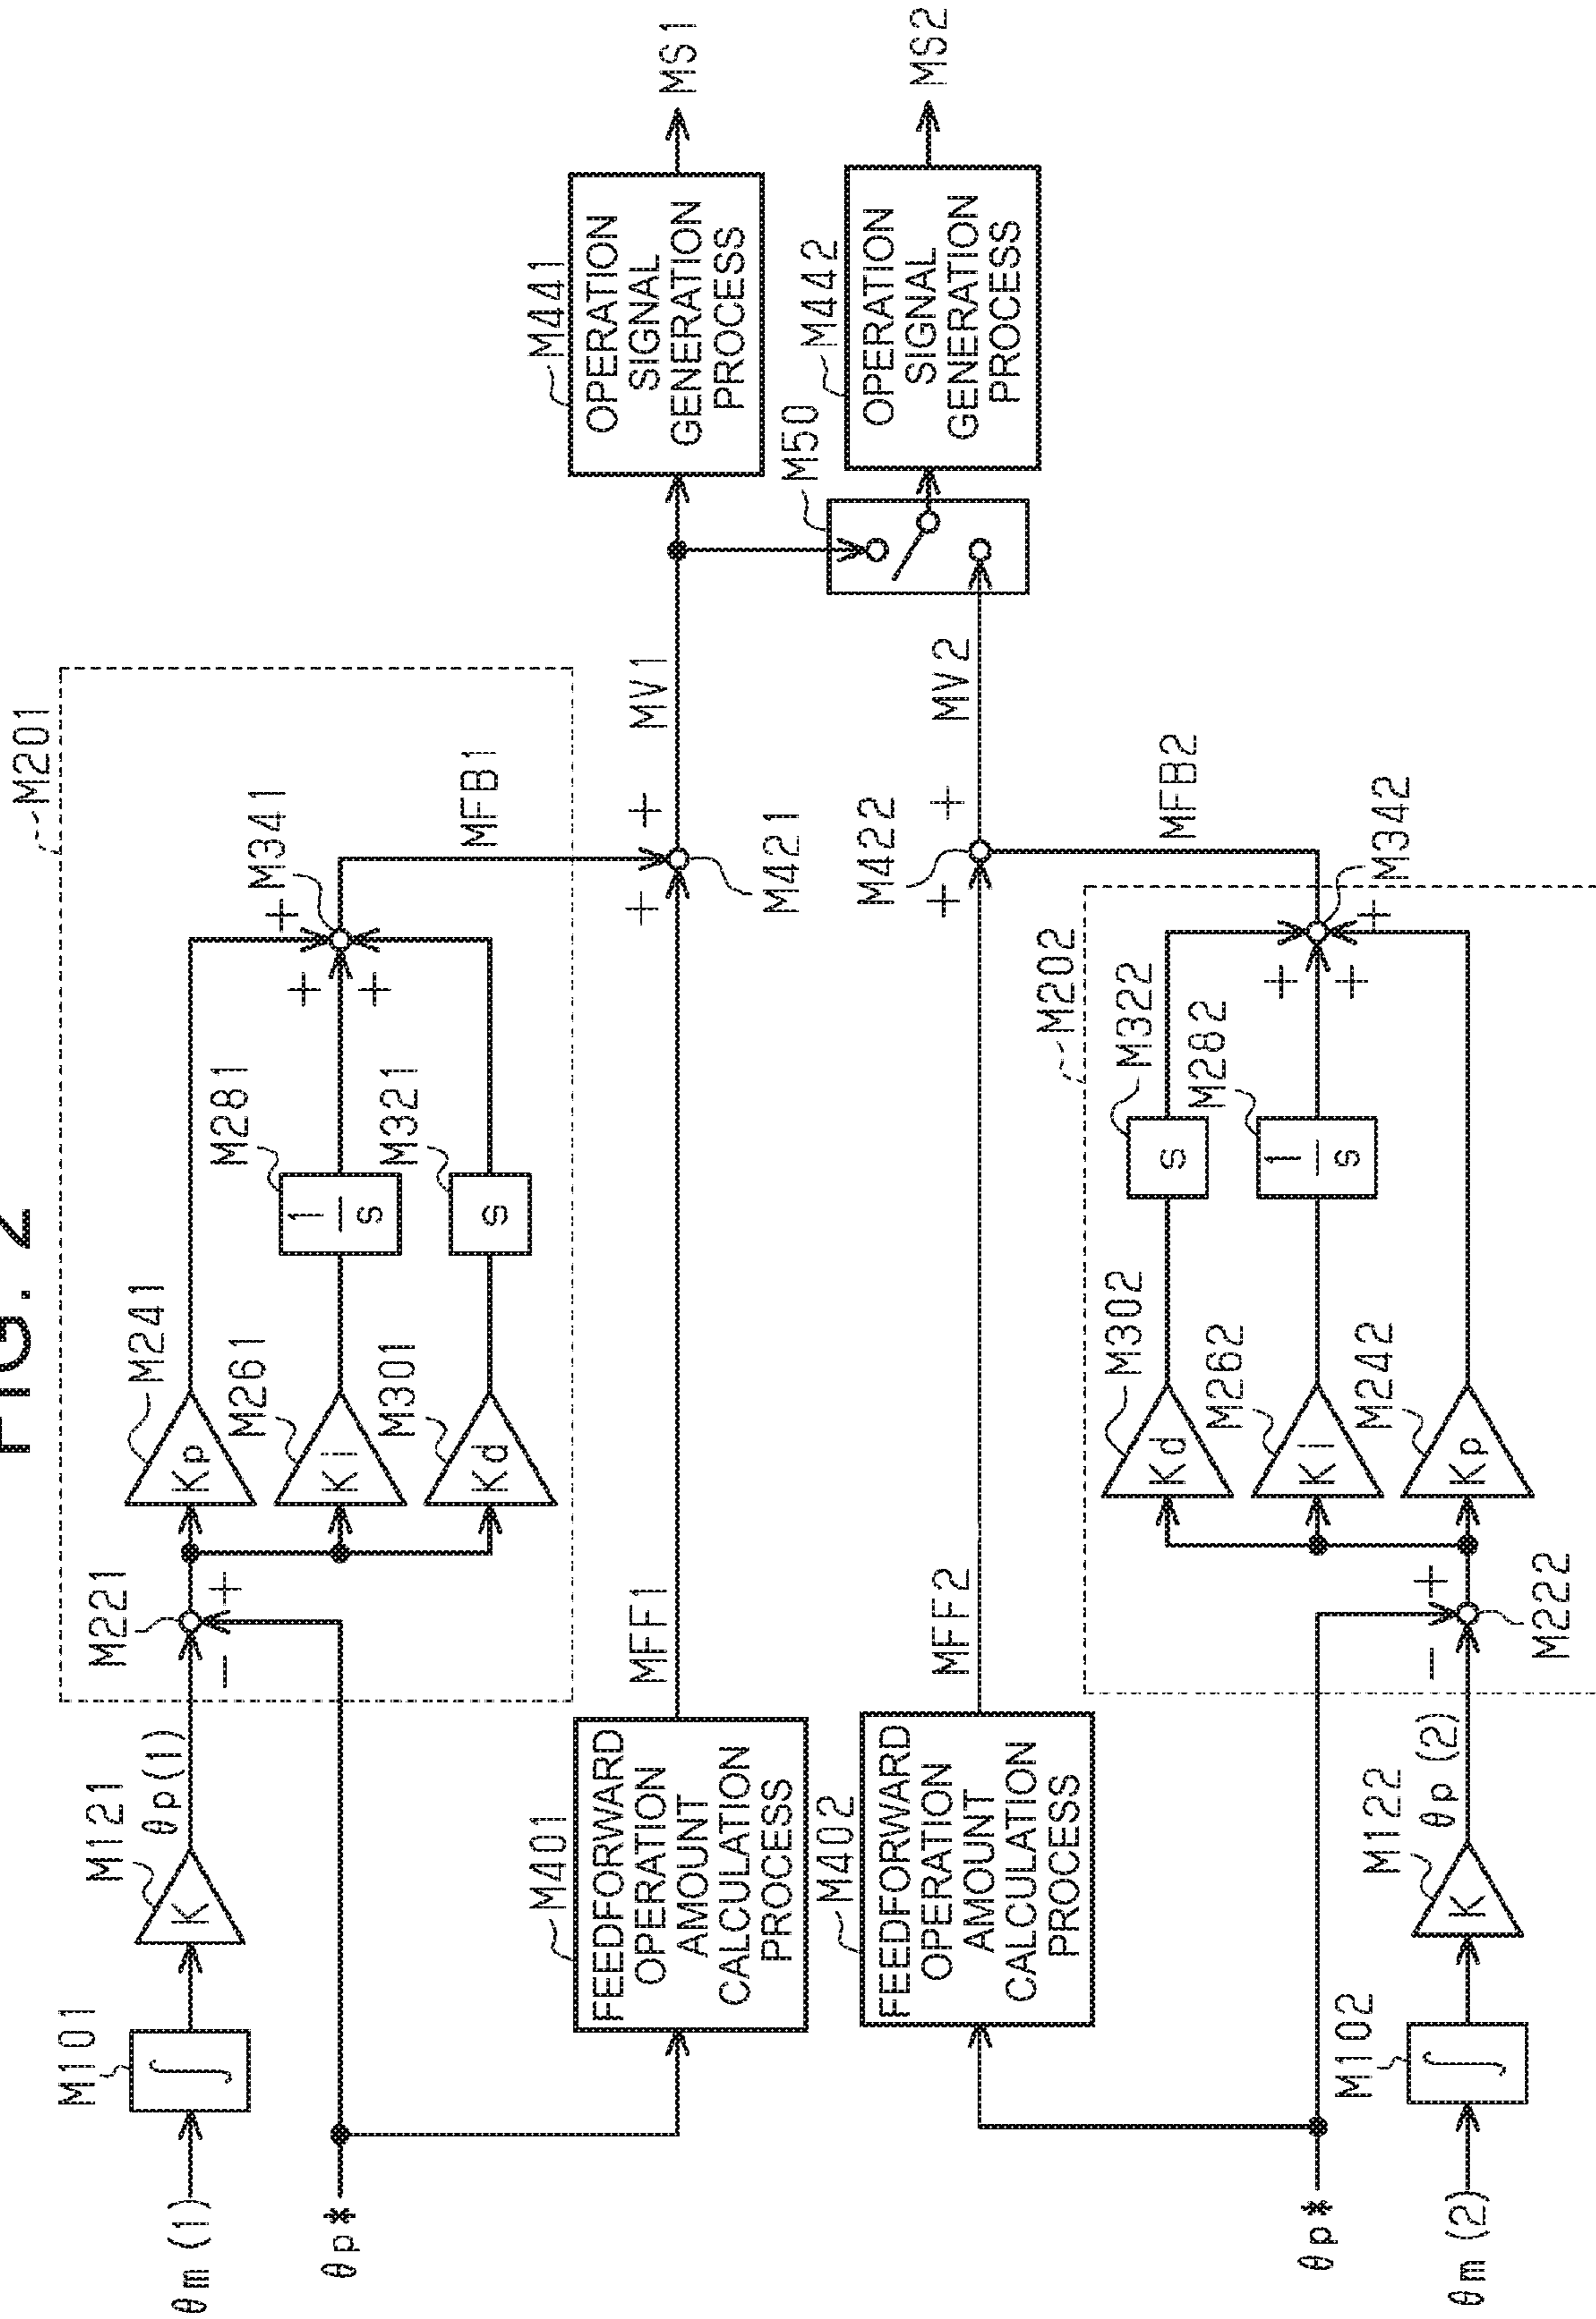 FIG. 2
M201
M101
M121
θp(1)
θm(1)
∫
K
M221
−
+
θp*
M241
Kp
M261
Ki
M301
Kd
M281
1
s
M321
s
M341
+
+
+
MFB1
M401
FEEDFORWARD
OPERATION
AMOUNT
CALCULATION
PROCESS
MFF1
+
+
M421
MV1
M441
OPERATION
SIGNAL
GENERATION
PROCESS
MS1
M402
FEEDFORWARD
OPERATION
AMOUNT
CALCULATION
PROCESS
MFF2
M422
+
+
MV2
M50
M442
OPERATION
SIGNAL
GENERATION
PROCESS
MS2
M202
M302
Kd
M322
s
M262
Ki
M282
1
s
M242
Kp
+
+
+
M342
MFB2
θp*
−
+
M222
θm(2)
M102
∫
M122
K
θp(2)